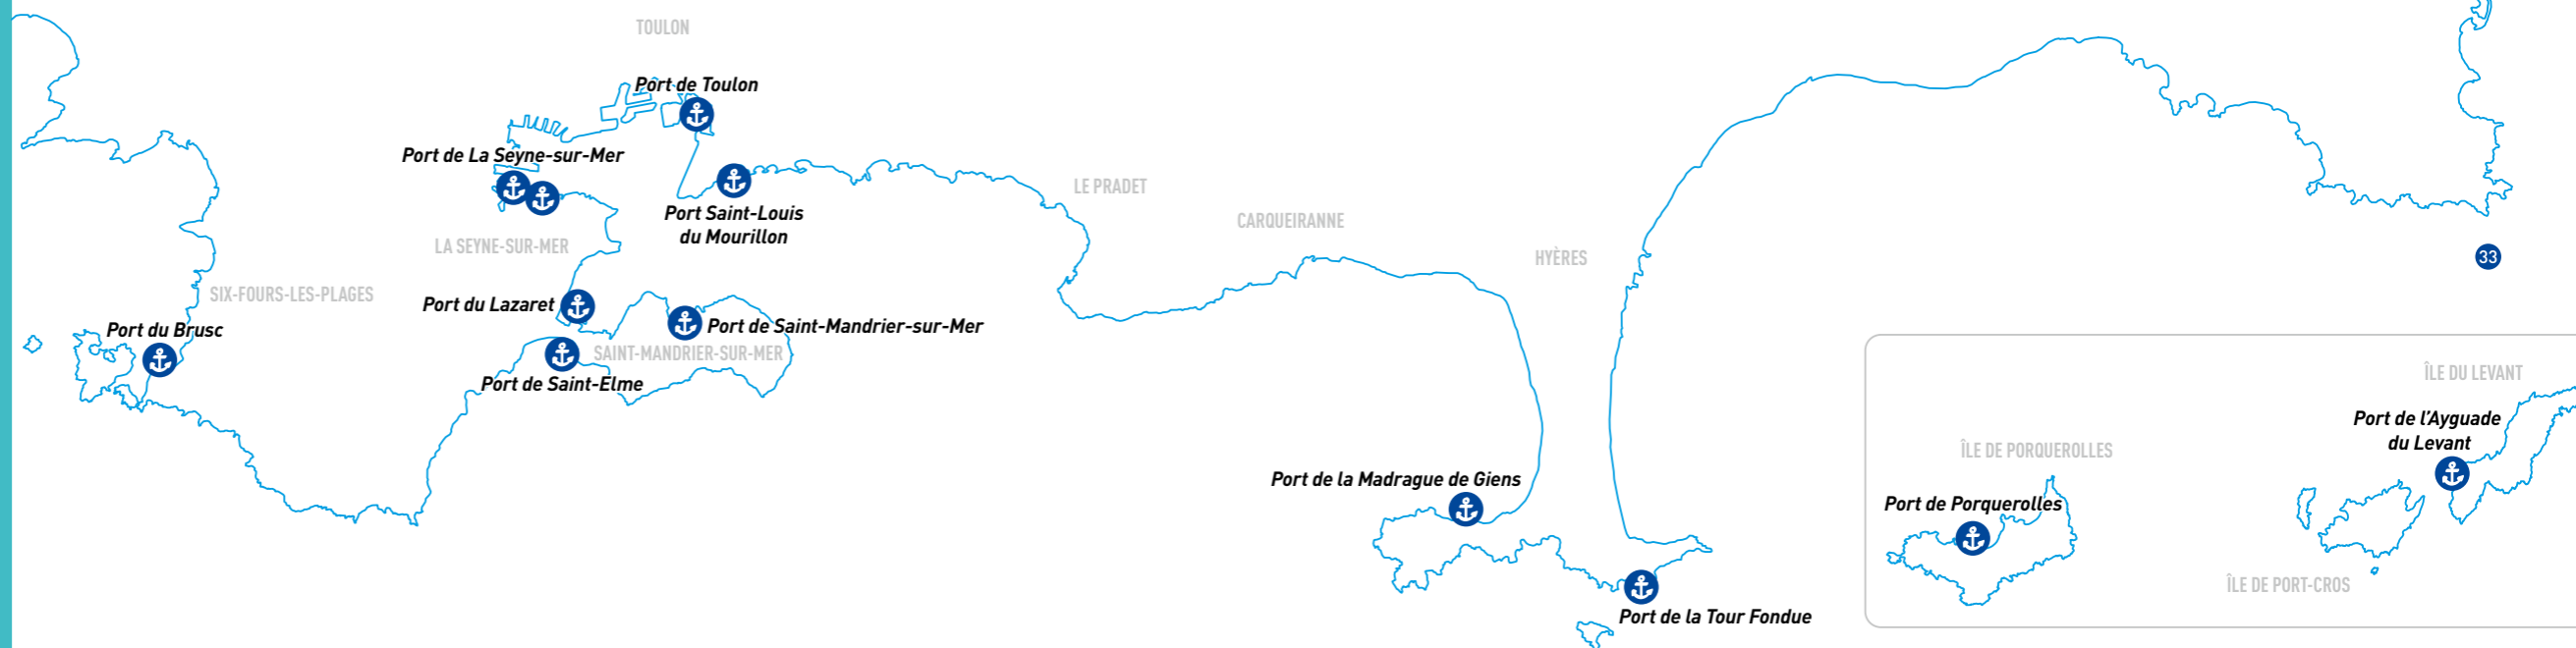 TOULON
Port de Toulon
Port de La Seyne-sur-Mer
LE PRADET
Port Saint-Louis
du Mourillon
CARQUEIRANNE
LA SEYNE-SUR-MER
HYÈRES
33
SIX-FOURS-LES-PLAGES
Port du Lazaret
Port de Saint-Mandrier-sur-Mer
Port du Brusc
SAINT-MANDRIER-SUR-MER
Port de Saint-Elme
ÎLE DU LEVANT
Port de l'Ayguade
du Levant
ÎLE DE PORQUEROLLES
Port de la Madrague de Giens
Port de Porquerolles
ÎLE DE PORT-CROS
Port de la Tour Fondue